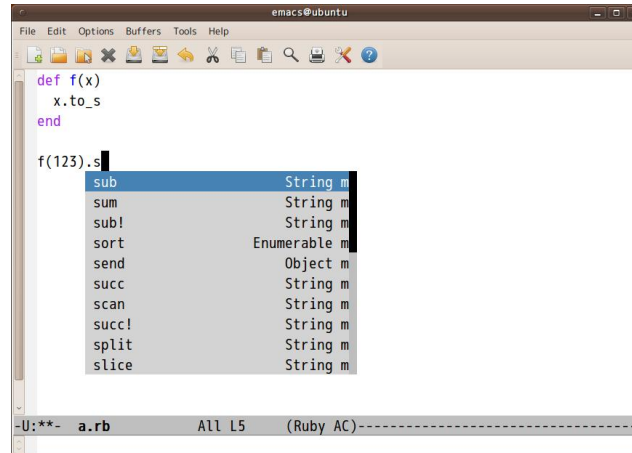 emacs@ubuntu
File Edit Options Buffers Tools Help
def f(x)
  x.to_s
end
f(123).s
sub String m
sum String m
sub! String m
sort Enumerable m
send Object m
succ String m
scan String m
succ! String m
split String m
slice String m
-U:**- a.rb All L5 (Ruby AC)----------------------------------